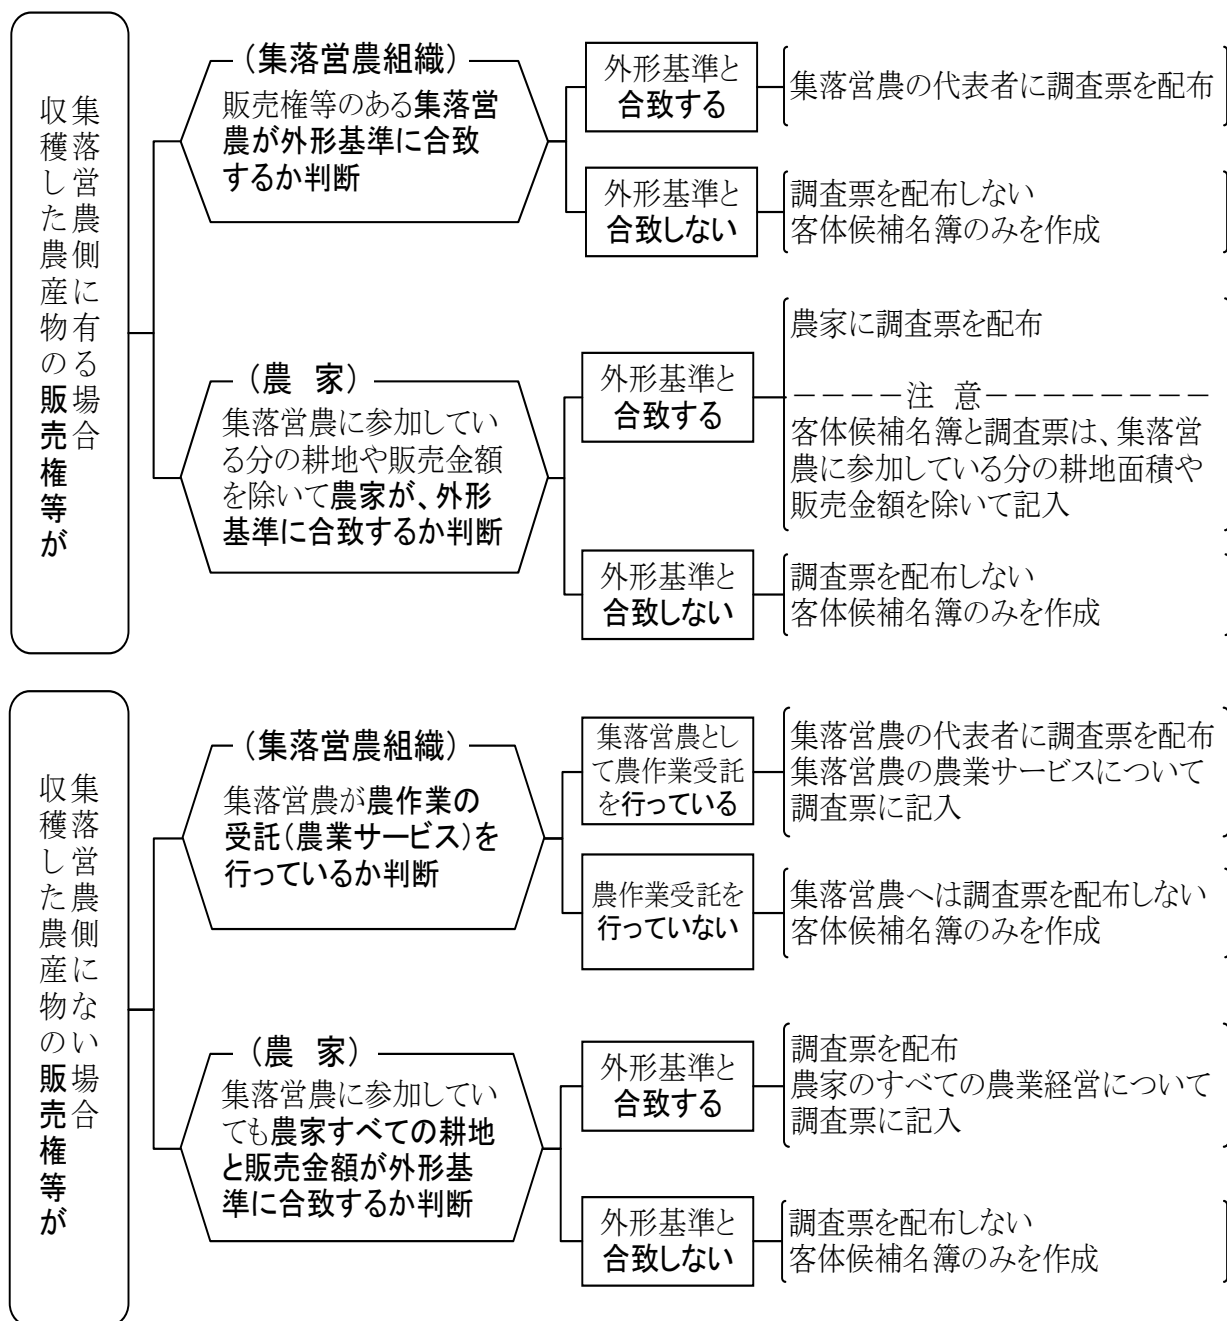 収穫した農産物の販売権等が
集落営農側に有る場合
（集落営農組織）
販売権等のある集落営
農が外形基準に合致
するか判断
外形基準と
合致する
集落営農の代表者に調査票を配布
外形基準と
合致しない
調査票を配布しない
客体候補名簿のみを作成
（農　家）
集落営農に参加してい
る分の耕地や販売金額
を除いて農家が、外形
基準に合致するか判断
外形基準と
合致する
農家に調査票を配布
－－－－注　意－－－－－－－－
客体候補名簿と調査票は、集落営
農に参加している分の耕地面積や
販売金額を除いて記入
外形基準と
合致しない
調査票を配布しない
客体候補名簿のみを作成
収穫した農産物の販売権等が
集落営農側にない場合
（集落営農組織）
集落営農が農作業の
受託（農業サービス）を
行っているか判断
集落営農とし
て農作業受託
を行っている
集落営農の代表者に調査票を配布
集落営農の農業サービスについて
調査票に記入
農作業受託を
行っていない
集落営農へは調査票を配布しない
客体候補名簿のみを作成
（農　家）
集落営農に参加してい
ても農家すべての耕地
と販売金額が外形基
準に合致するか判断
外形基準と
合致する
調査票を配布
農家のすべての農業経営について
調査票に記入
外形基準と
合致しない
調査票を配布しない
客体候補名簿のみを作成